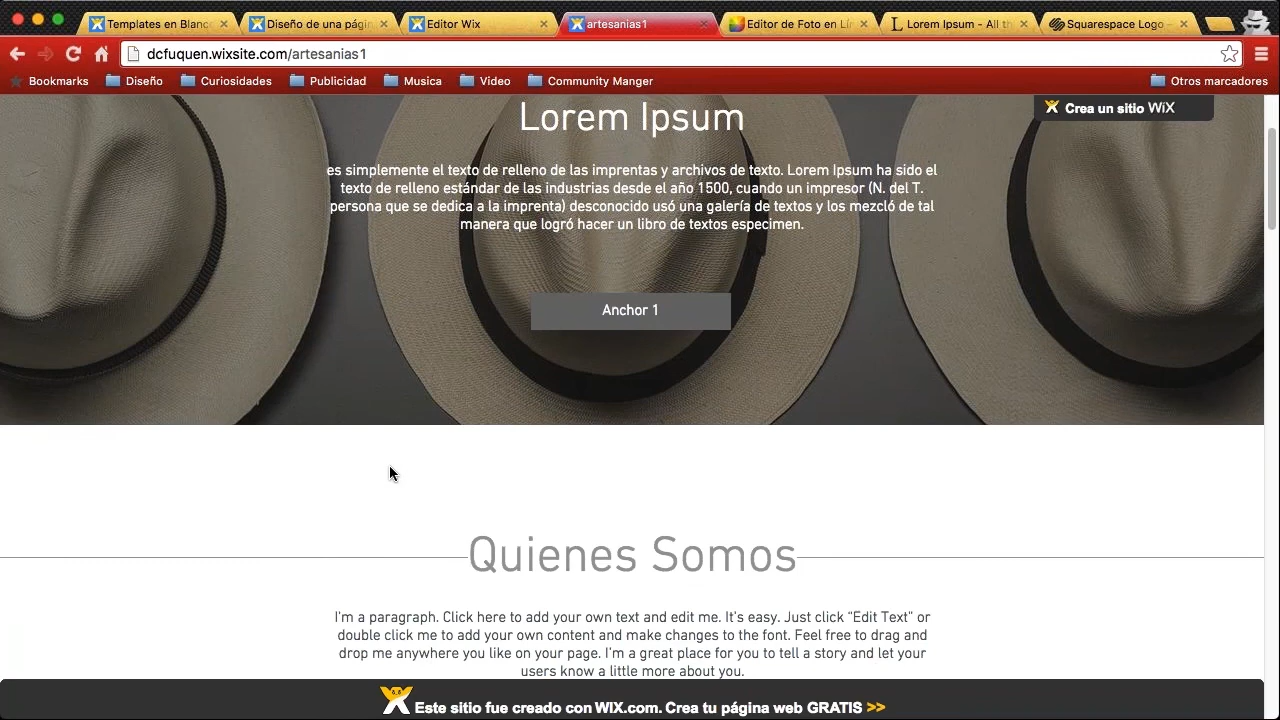 Templates en Blanco
Diseño de una págin
Editor Wix
artesanias1
Editor de Foto en Lí
Lorem Ipsum - All th
Squarespace Logo –
dcfuquen.wixsite.com/artesanias1
Bookmarks
Diseño
Curiosidades
Publicidad
Musica
Video
Community Manger
Otros marcadores
Crea un sitio WiX
Lorem Ipsum
es simplemente el texto de relleno de las imprentas y archivos de texto. Lorem Ipsum ha sido el
texto de relleno estándar de las industrias desde el año 1500, cuando un impresor (N. del T.
persona que se dedica a la imprenta) desconocido usó una galería de textos y los mezcló de tal
manera que logró hacer un libro de textos especimen.
Anchor 1
Quienes Somos
I'm a paragraph. Click here to add your own text and edit me. It's easy. Just click "Edit Text" or
double click me to add your own content and make changes to the font. Feel free to drag and
drop me anywhere you like on your page. I'm a great place for you to tell a story and let your
users know a little more about you.
Este sitio fue creado con WIX.com. Crea tu página web GRATIS >>